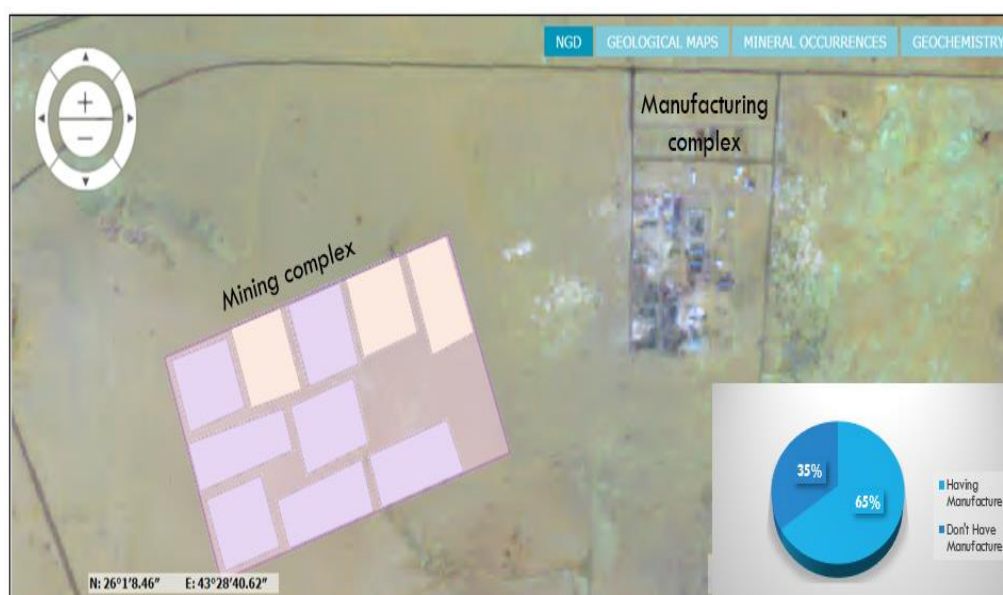 NGD GEOLOGICAL MAPS MINERAL OCCURRENCES GEOCHEMISTRY
+
−
Manufacturing
complex
Mining complex
35%
65%
Having
Manufacture
Don't Have
Manufacture
N: 26°1'8.46" E: 43°28'40.62"